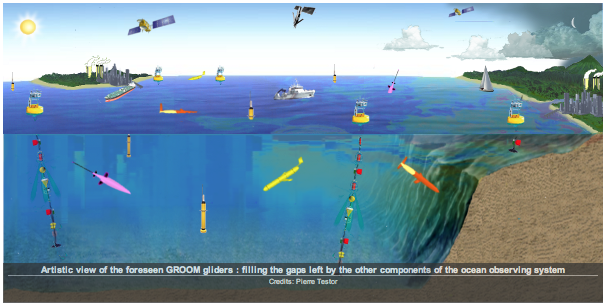 Artistic view of the foreseen GROOM gliders : filling the gaps left by the other components of the ocean observing system
Credits: Pierre Testor